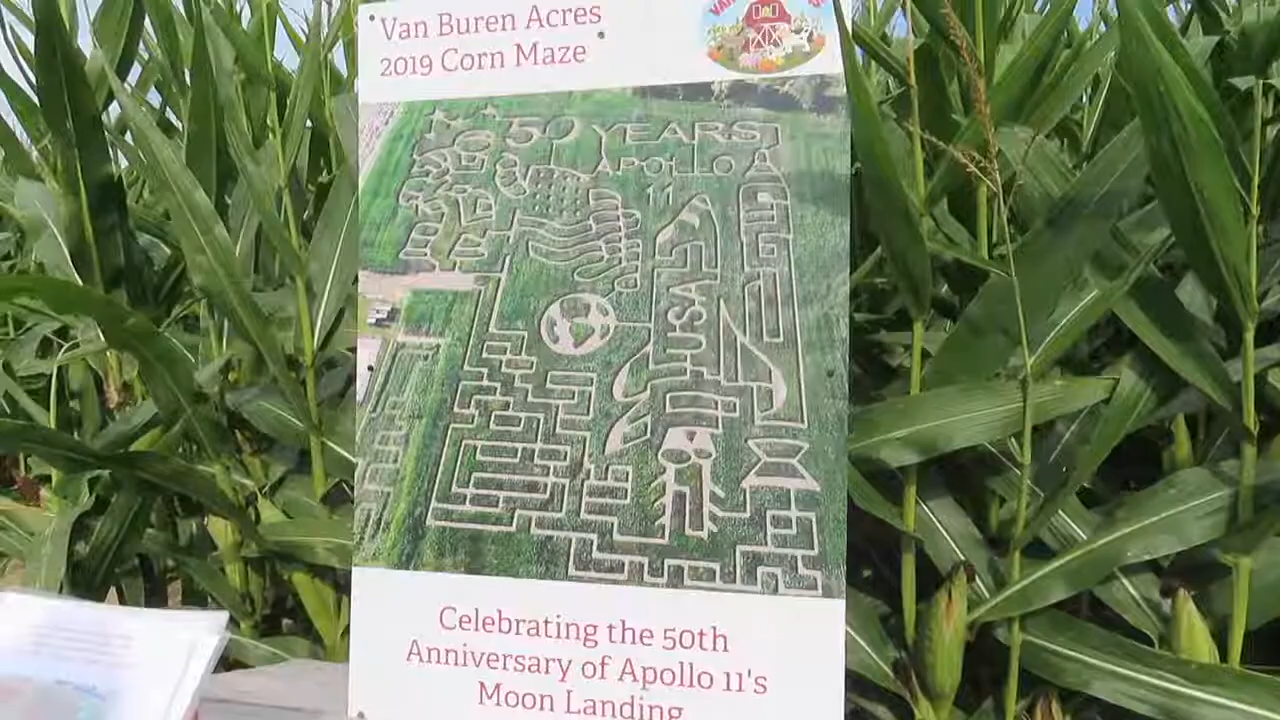 Van Buren Acres
2019 Corn Maze
50 YEARS
APOLLO
11
USA
Celebrating the 50th
Anniversary of Apollo 11's
Moon Landing